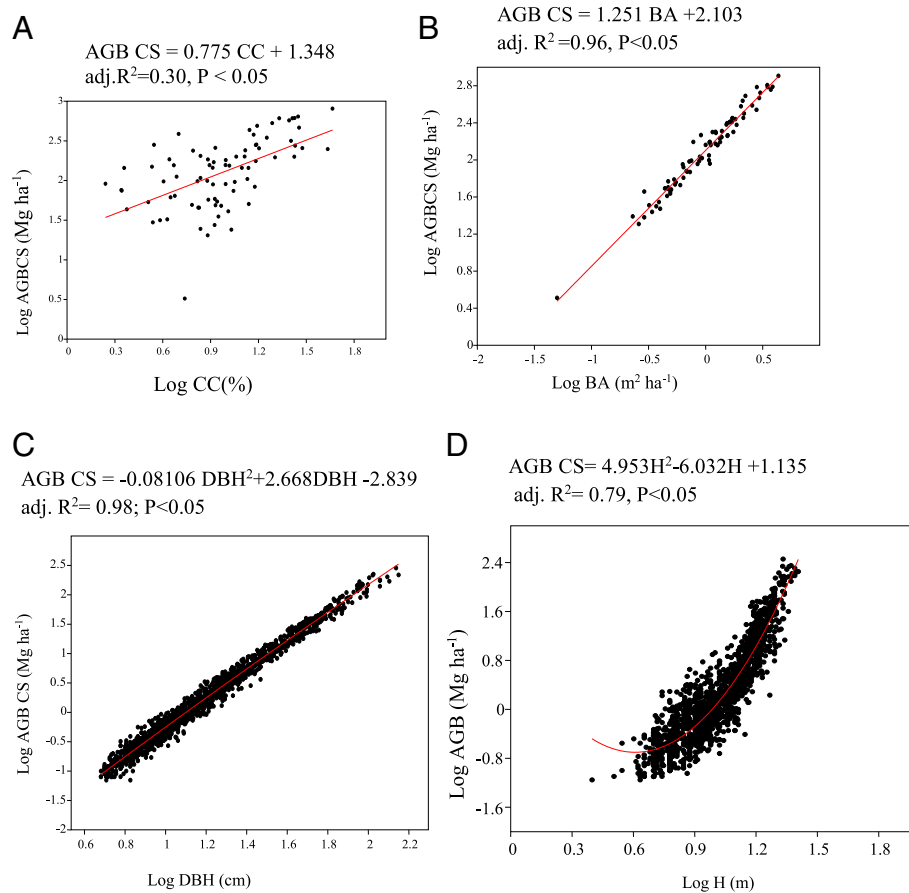 A
AGB CS = 0.775 CC + 1.348
adj.R²=0.30, P < 0.05
3
2.5
2
1.5
1
0.5
0
0 0.3 0.6 0.9 1.2 1.5 1.8
Log AGBCS (Mg ha⁻¹)
Log CC(%)
B
AGB CS = 1.251 BA +2.103
adj. R² =0.96, P<0.05
2.8
2.4
2
1.6
1.2
0.8
0.4
-2 -1 -0.5 0 0.5
Log AGBCS (Mg ha⁻¹)
Log BA (m² ha⁻¹)
C
AGB CS = -0.08106 DBH²+2.668DBH -2.839
adj. R²= 0.98; P<0.05
2.5
2
1.5
1
0.5
0
-0.5
-1
-1.5
-2
0.6 0.8 1 1.2 1.4 1.6 1.8 2 2.2
Log AGB CS (Mg ha⁻¹)
Log DBH (cm)
D
AGB CS= 4.953H²-6.032H +1.135
adj. R²= 0.79, P<0.05
2.4
1.6
0.8
0
-0.8
-1.6
0 0.3 0.6 0.9 1.2 1.5 1.8
Log AGB (Mg ha⁻¹)
Log H (m)